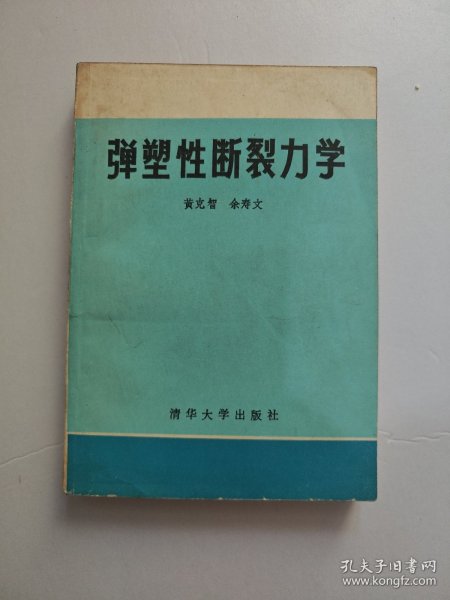 弹塑性断裂力学
黄克智 余寿文
清华大学出版社
孔夫子旧书网
www.kongfz.com